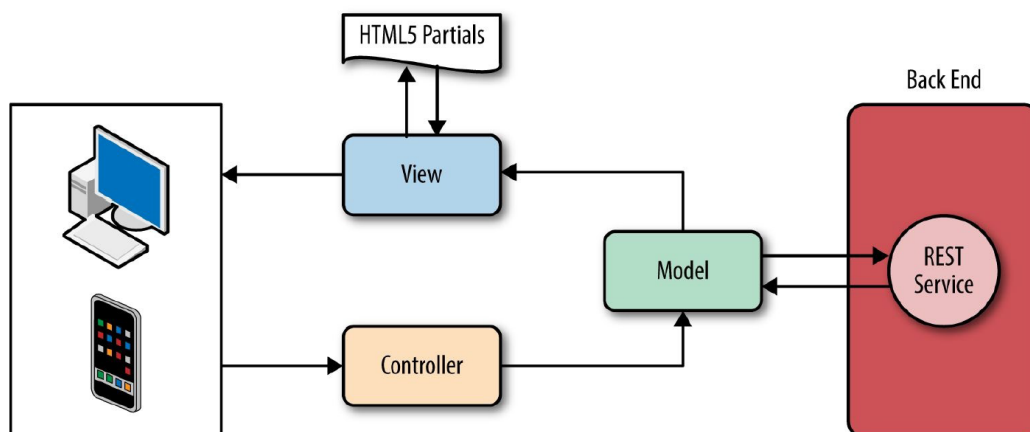 HTML5 Partials
Back End
View
Model
REST
Service
Controller